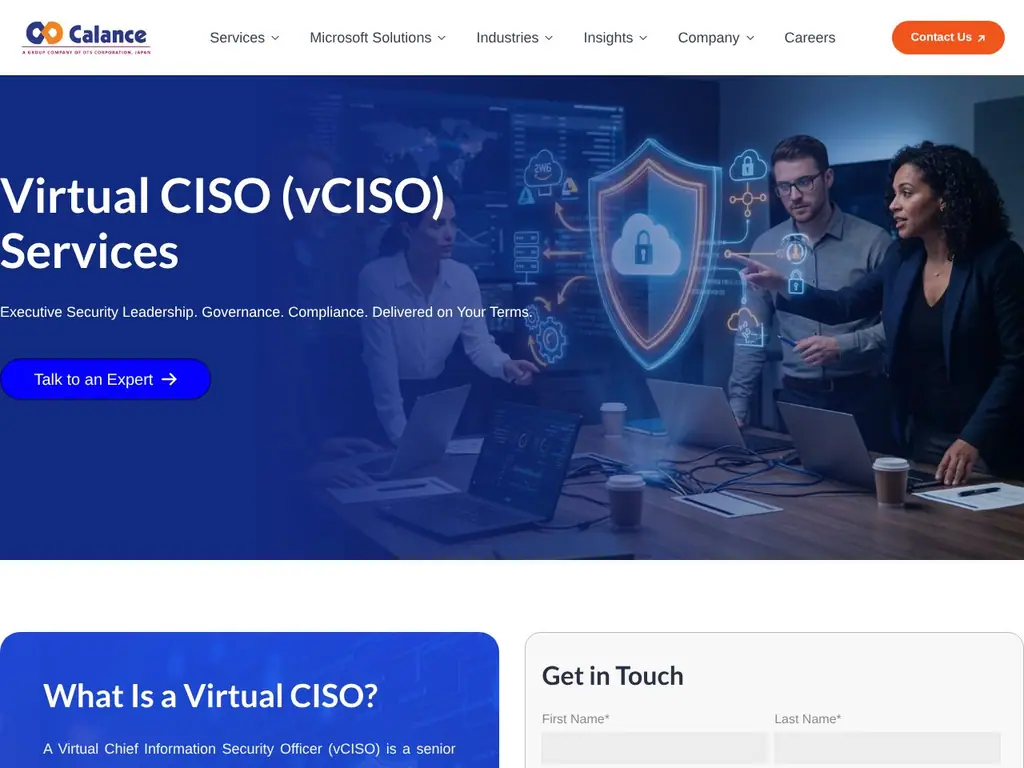 Calance
A GROUP COMPANY OF OTS CORPORATION, JAPAN
Services
Microsoft Solutions
Industries
Insights
Company
Careers
Contact Us
Virtual CISO (vCISO)
Services
Executive Security Leadership. Governance. Compliance. Delivered on Your Terms.
Talk to an Expert
What Is a Virtual CISO?
A Virtual Chief Information Security Officer (vCISO) is a senior
Get in Touch
First Name*
Last Name*